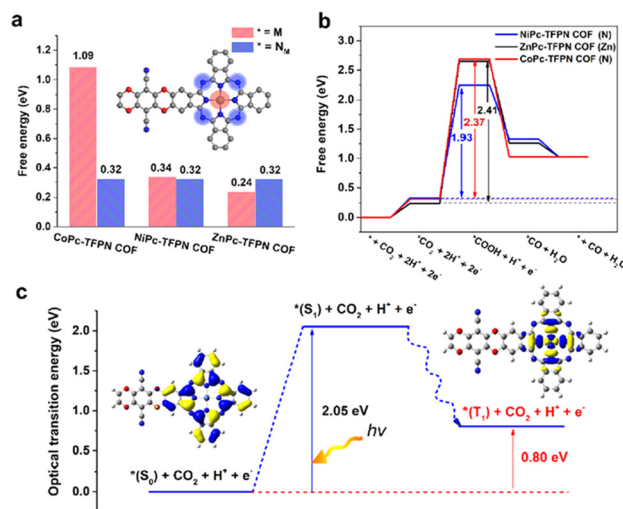 a
* = M
* = N_M
Free energy (eV)
1.2
1.0
0.8
0.6
0.4
0.2
0.0
1.09
0.32
0.34
0.32
0.24
0.32
CoPc-TFPN COF
NiPc-TFPN COF
ZnPc-TFPN COF
b
NiPc-TFPN COF (N)
ZnPc-TFPN COF (Zn)
CoPc-TFPN COF (N)
Free energy (eV)
3.0
2.5
2.0
1.5
1.0
0.5
0.0
1.93
2.37
2.41
* + CO₂ + 2H⁺ + 2e⁻
*CO₂ + 2H⁺ + 2e⁻
*COOH + H⁺ + e⁻
*CO + H₂O
* + CO + H₂O
c
Optical transition energy (eV)
2.0
1.5
1.0
0.5
0.0
*(S₁) + CO₂ + H⁺ + e⁻
2.05 eV
hv
*(S₀) + CO₂ + H⁺ + e⁻
*(T₁) + CO₂ + H⁺ + e⁻
0.80 eV